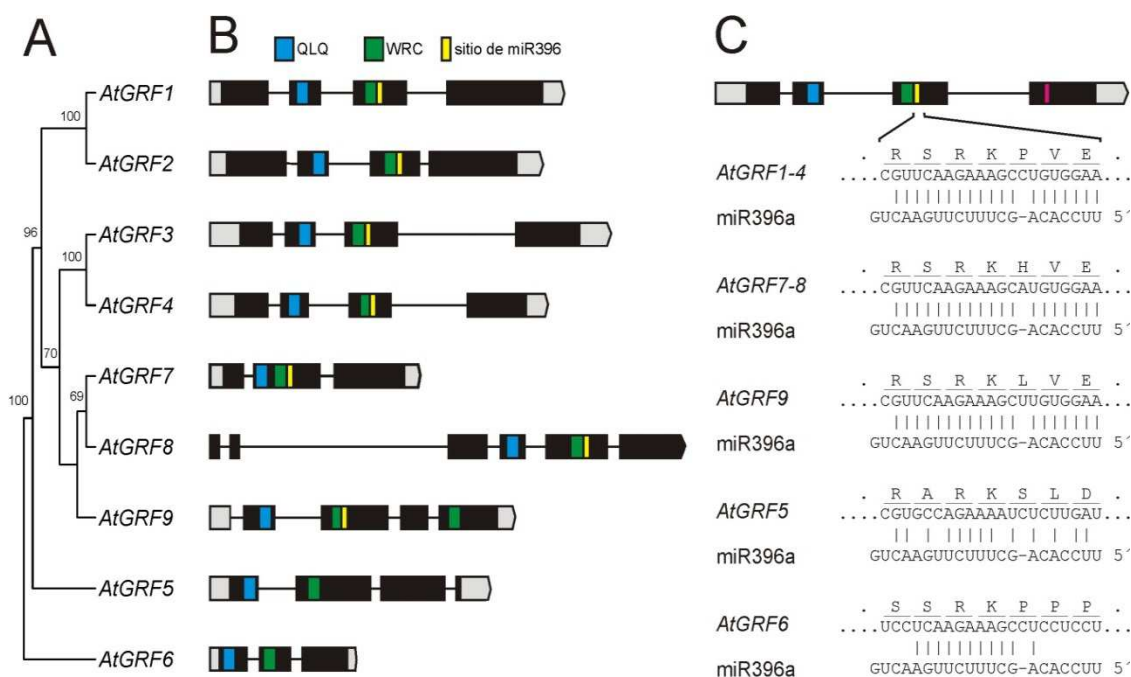 A
B
C
QLQ
WRC
sitio de miR396
AtGRF1
AtGRF2
AtGRF3
AtGRF4
AtGRF7
AtGRF8
AtGRF9
AtGRF5
AtGRF6
100
96
100
70
69
100
. R S R K P V E .
AtGRF1-4 ....CGUUCAAGAAAGCCUGUGGAA...
miR396a GUCAAGUUCUUUCG-ACACCUU 5´
. R S R K H V E .
AtGRF7-8 ....CGUUCAAGAAAGCAUGUGGAA...
miR396a GUCAAGUUCUUUCG-ACACCUU 5´
. R S R K L V E .
AtGRF9 ....CGUUCAAGAAAGCUUGUGGAA...
miR396a GUCAAGUUCUUUCG-ACACCUU 5´
. R A R K S L D .
AtGRF5 ....CGUGCCAGAAAAUCUCUUGAU...
miR396a GUCAAGUUCUUUCG-ACACCUU 5´
. S S R K P P P .
AtGRF6 ....UCCUCAAGAAAGCCUCCUCCU...
miR396a GUCAAGUUCUUUCG-ACACCUU 5´